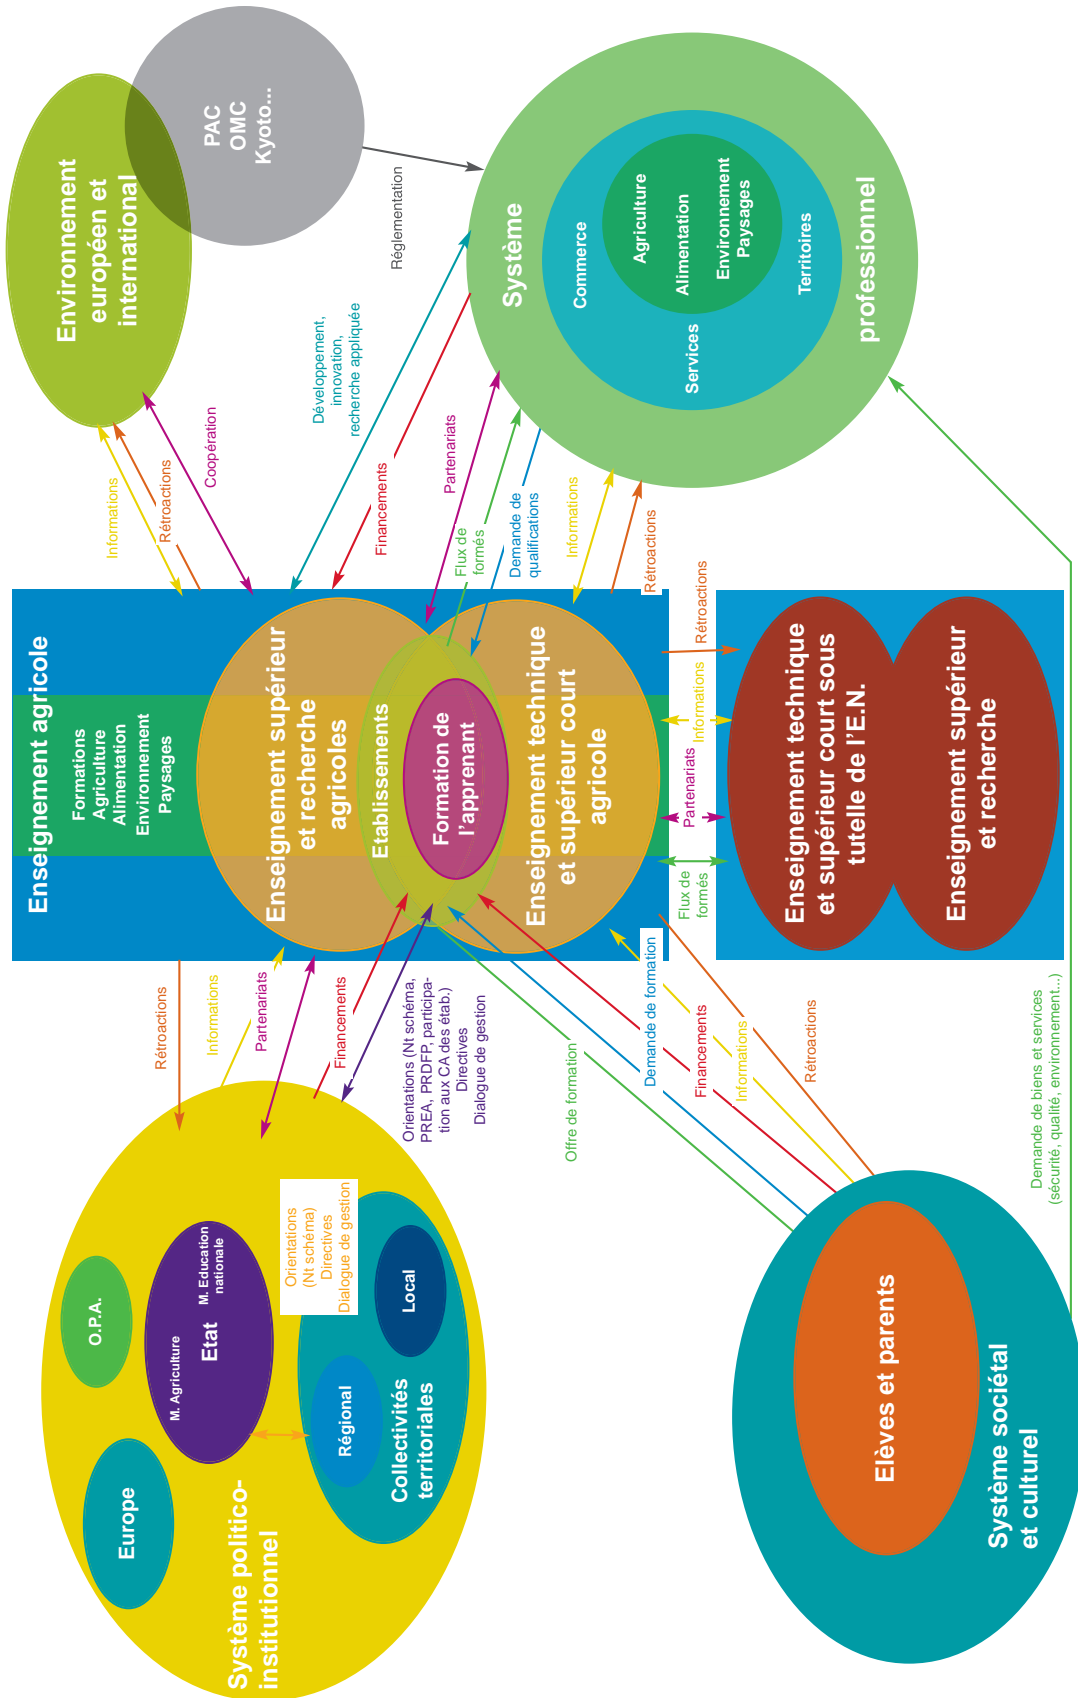 Système politico-
institutionnel
Europe
O.P.A.
M. Agriculture
Etat
M. Education
nationale
Orientations
(Nt schéma)
Directives
Dialogue de gestion
Régional
Local
Collectivités
territoriales
Rétroactions
Informations
Partenariats
Financements
Orientations (Nt schéma,
PREA, PRDFP, participa-
tion aux CA des étab.)
Directives
Dialogue de gestion
Enseignement agricole
Formations
Agriculture
Alimentation
Environnement
Paysages
Enseignement supérieur
et recherche
agricoles
Etablissements
Formation de
l'apprenant
Enseignement technique
et supérieur court
agricole
Informations
Rétroactions
Coopération
Environnement
européen et
international
PAC
OMC
Kyoto...
Réglementation
Développement,
innovation,
recherche appliquée
Financements
Partenariats
Flux de
formés
Demande de
qualifications
Informations
Rétroactions
Système
professionnel
Commerce
Services
Territoires
Agriculture
Alimentation
Environnement
Paysages
Rétroactions
Informations
Partenariats
Flux de
formés
Enseignement technique
et supérieur court sous
tutelle de l'E.N.
Enseignement supérieur
et recherche
Offre de formation
Demande de formation
Financements
Informations
Rétroactions
Demande de biens et services
(sécurité, qualité, environnement...)
Elèves et parents
Système sociétal
et culturel